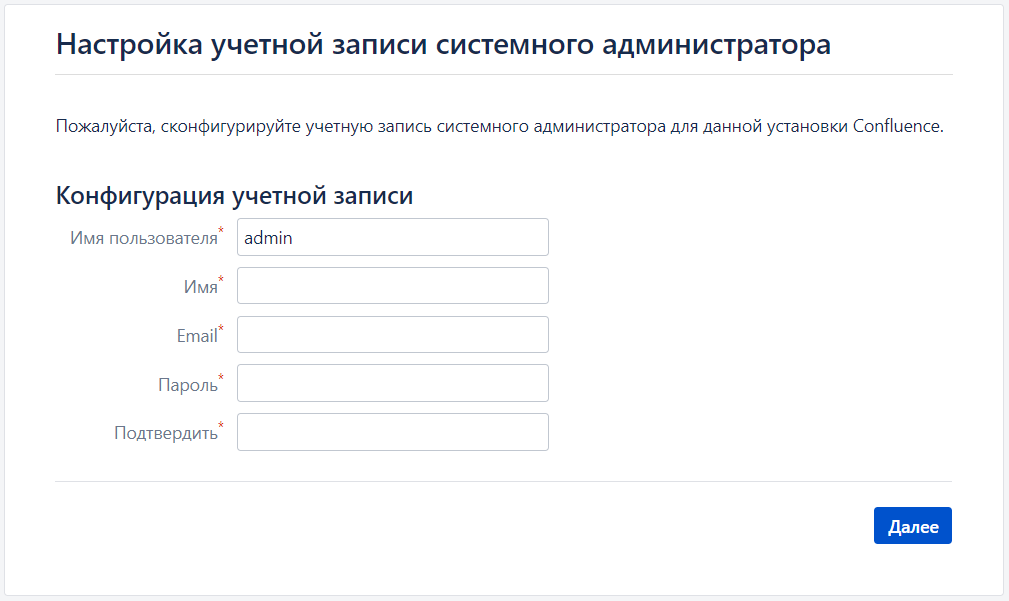 Настройка учетной записи системного администратора
Пожалуйста, сконфигурируйте учетную запись системного администратора для данной установки Confluence.
Конфигурация учетной записи
Имя пользователя* admin
Имя*
Email*
Пароль*
Подтвердить*
Далее